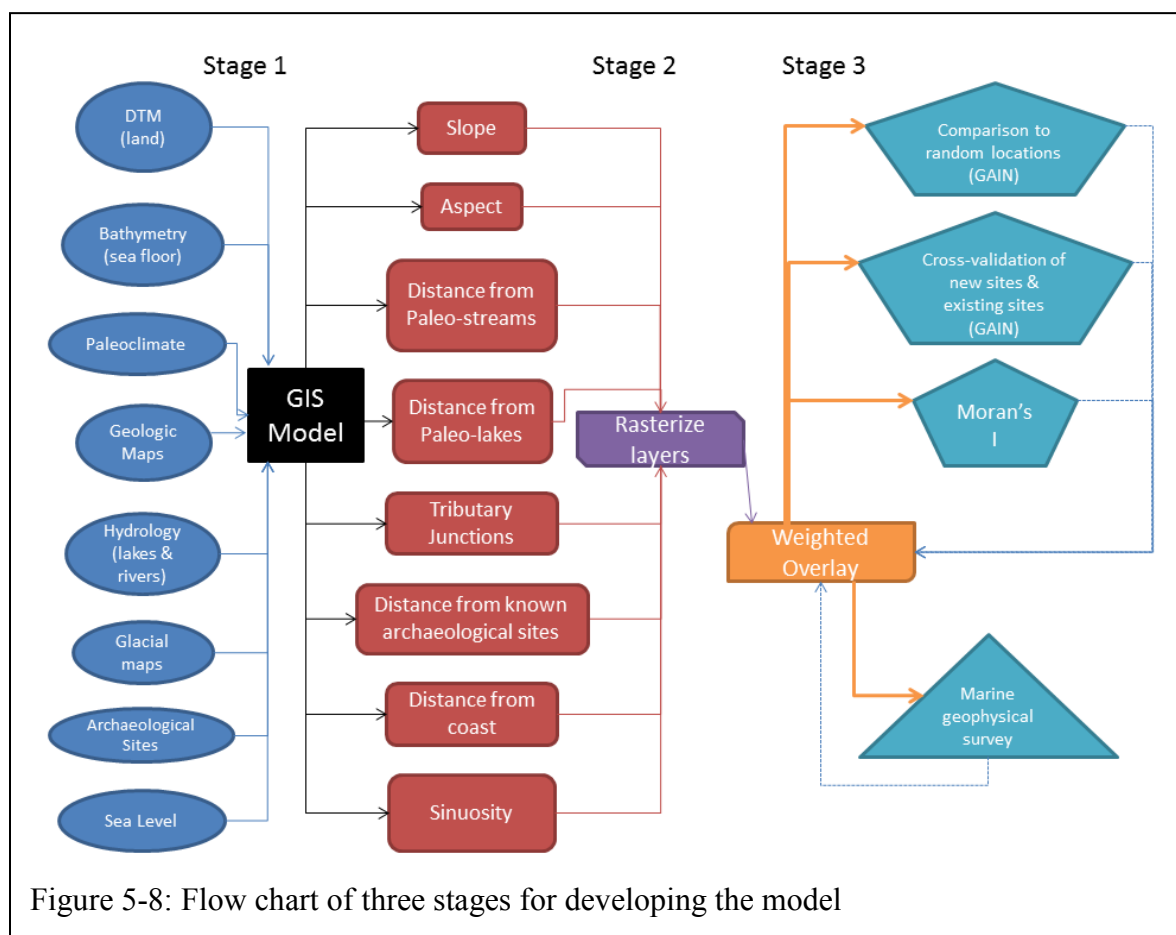 Stage 1
Stage 2
Stage 3
DTM
(land)
Bathymetry
(sea floor)
Paleoclimate
Geologic
Maps
Hydrology
(lakes &
rivers)
Glacial
maps
Archaeological
Sites
Sea Level
GIS
Model
Slope
Aspect
Distance from
Paleo-streams
Distance from
Paleo-lakes
Tributary
Junctions
Distance from known
archaeological sites
Distance from
coast
Sinuosity
Rasterize
layers
Comparison to
random locations
(GAIN)
Cross-validation of
new sites &
existing sites
(GAIN)
Moran's
I
Weighted
Overlay
Marine
geophysical
survey
Figure 5-8: Flow chart of three stages for developing the model